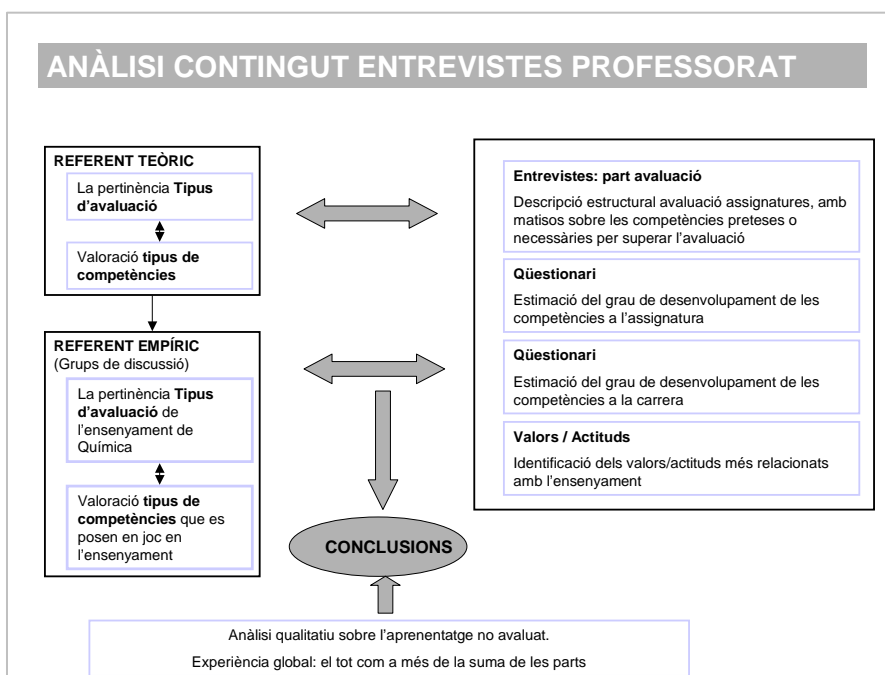 ANÀLISI CONTINGUT ENTREVISTES PROFESSORAT
REFERENT TEÒRIC
La pertinència Tipus
d’avaluació
Valoració tipus de
competències
REFERENT EMPÍRIC
(Grups de discussió)
La pertinència Tipus
d’avaluació de
l’ensenyament de
Química
Valoració tipus de
competències que es
posen en joc en
l’ensenyament
Entrevistes: part avaluació
Descripció estructural avaluació assignatures, amb
matisos sobre les competències preteses o
necessàries per superar l’avaluació
Qüestionari
Estimació del grau de desenvolupament de les
competències a l’assignatura
Qüestionari
Estimació del grau de desenvolupament de les
competències a la carrera
Valors / Actituds
Identificació dels valors/actituds més relacionats
amb l’ensenyament
CONCLUSIONS
Anàlisi qualitatiu sobre l’aprenentatge no avaluat.
Experiència global: el tot com a més de la suma de les parts